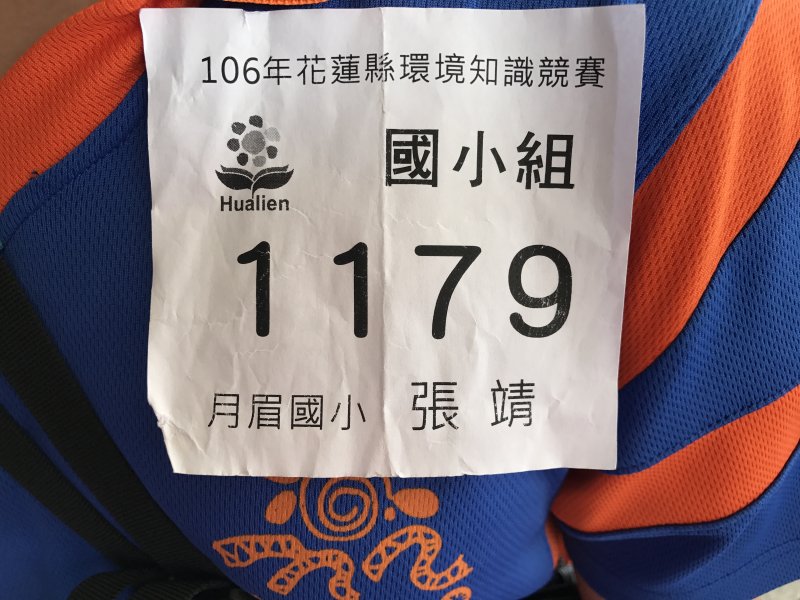 106年花蓮縣環境知識競賽
國小組
Hualien
1179
月眉國小 張靖